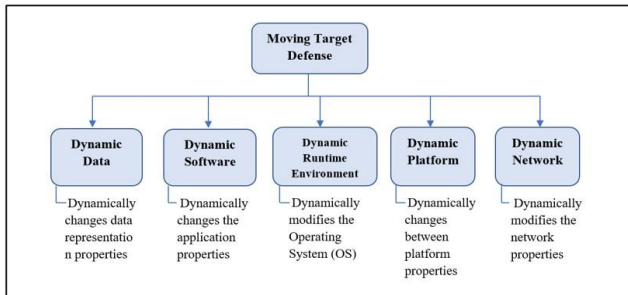 Moving Target
Defense
Dynamic
Data
Dynamic
Software
Dynamic
Runtime
Environment
Dynamic
Platform
Dynamic
Network
Dynamically
changes data
representatio
n properties
Dynamically
changes the
application
properties
Dynamically
modifies the
Operating
System (OS)
Dynamically
changes
between
platform
properties
Dynamically
modifies the
network
properties